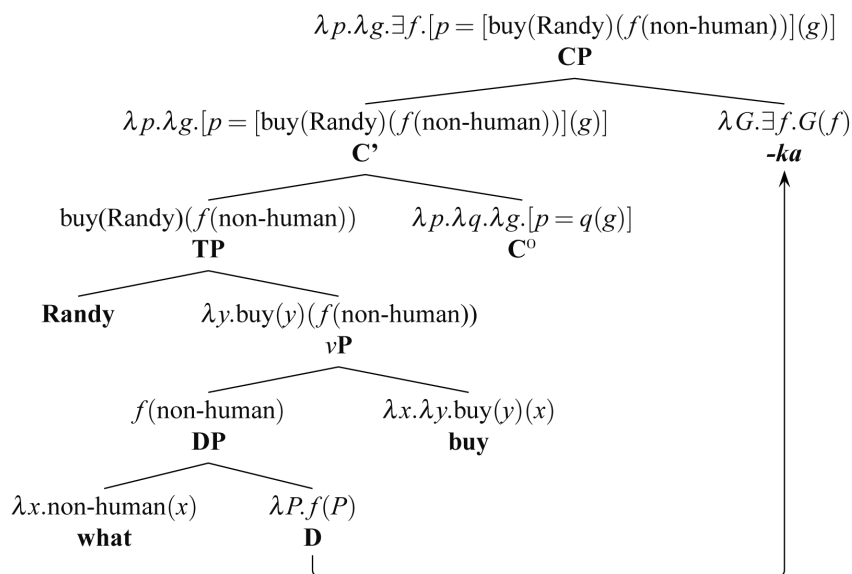 λp.λg.∃f.[p = [buy(Randy)(f(non-human))](g)]
CP
λp.λg.[p = [buy(Randy)(f(non-human))](g)] λG.∃f.G(f)
C’ -ka
buy(Randy)(f(non-human)) λp.λq.λg.[p = q(g)]
TP C⁰
Randy λy.buy(y)(f(non-human))
vP
f(non-human) λx.λy.buy(y)(x)
DP buy
λx.non-human(x) λP.f(P)
what D